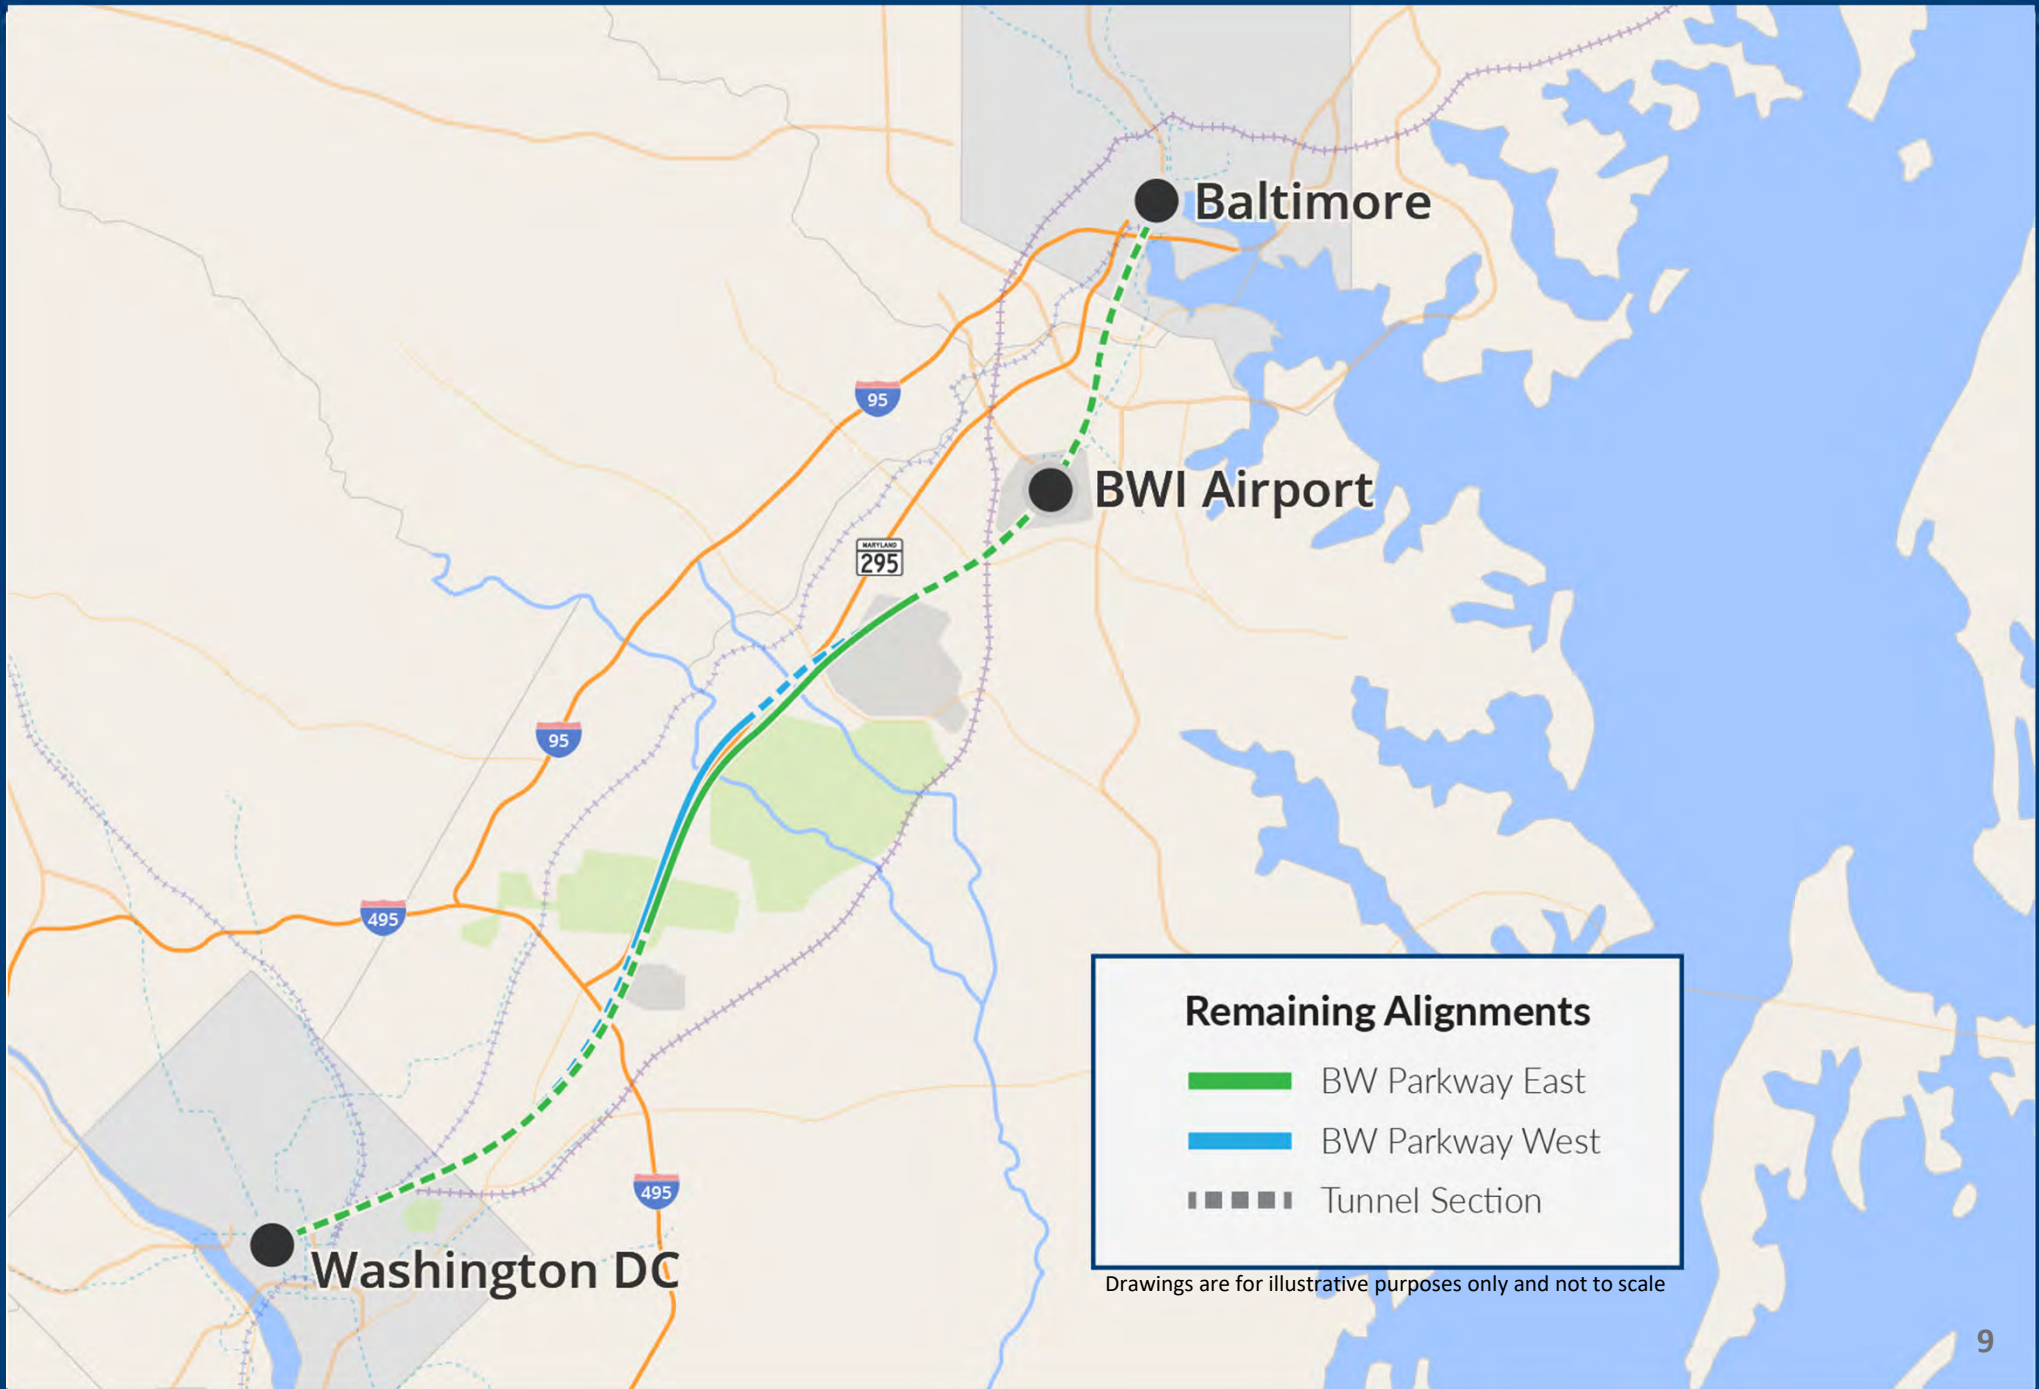 Baltimore
95
BWI Airport
MARYLAND
295
95
495
Remaining Alignments
BW Parkway East
BW Parkway West
Tunnel Section
495
Washington DC
Drawings are for illustrative purposes only and not to scale
9